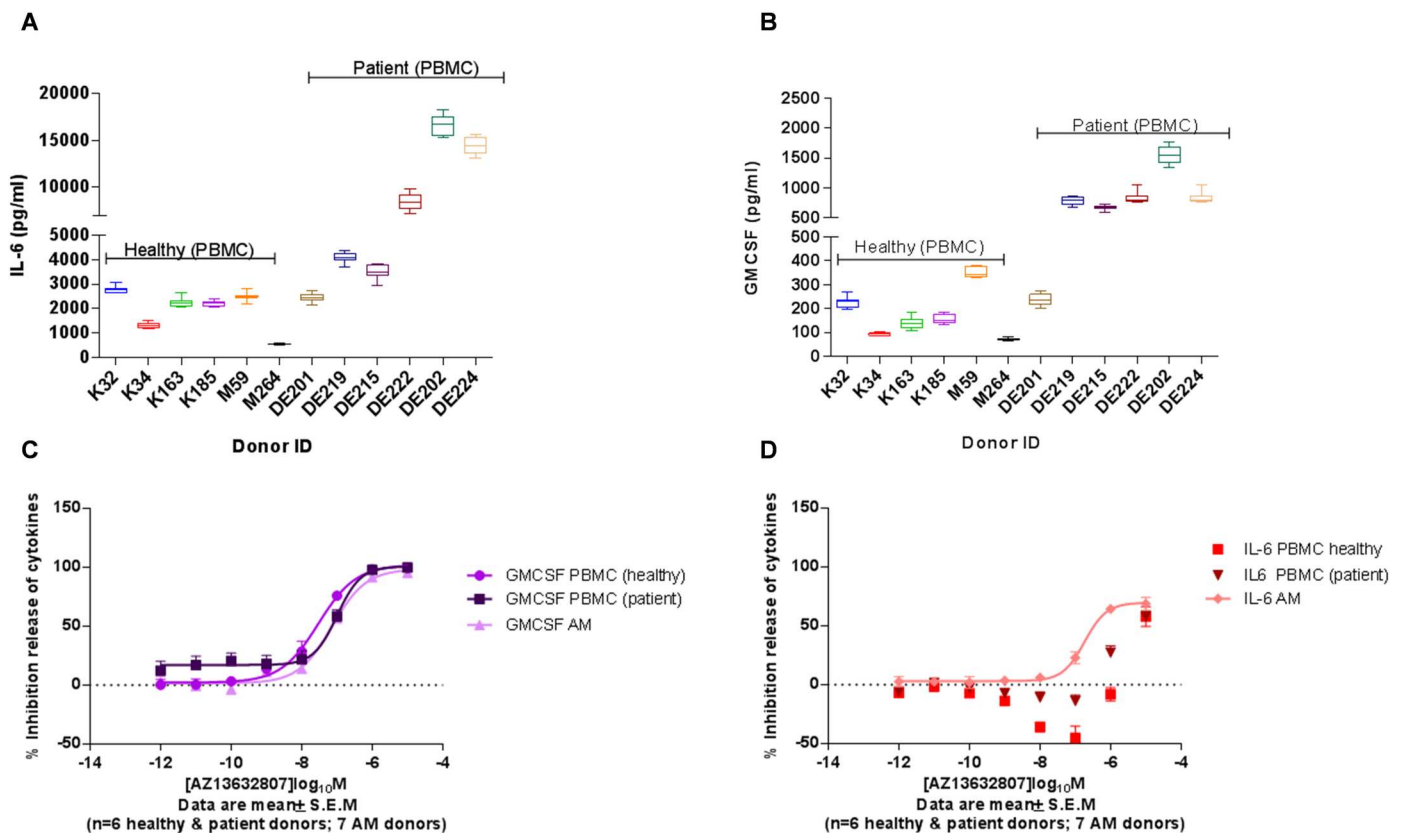 A
Patient (PBMC)
IL-6 (pg/ml)
20000
15000
10000
5000
4000
3000
2000
1000
0
Healthy (PBMC)
K32
K34
K163
K185
M59
M264
DE201
DE219
DE215
DE222
DE202
DE224
Donor ID
B
Patient (PBMC)
GMCSF (pg/ml)
2500
2000
1500
1000
500
500
400
300
200
100
0
Healthy (PBMC)
K32
K34
K163
K185
M59
M264
DE201
DE219
DE215
DE222
DE202
DE224
Donor ID
C
% Inhibition release of cytokines
150
100
50
0
-50
-14
-12
-10
-8
-6
-4
GMCSF PBMC (healthy)
GMCSF PBMC (patient)
GMCSF AM
[AZ13632807]log10M
Data are mean± S.E.M
(n=6 healthy & patient donors; 7 AM donors)
D
% Inhibition release of cytokines
150
100
50
0
-50
-14
-12
-10
-8
-6
-4
IL-6 PBMC healthy
IL6 PBMC (patient)
IL-6 AM
[AZ13632807]log10M
Data are mean± S.E.M
(n=6 healthy & patient donors; 7 AM donors)